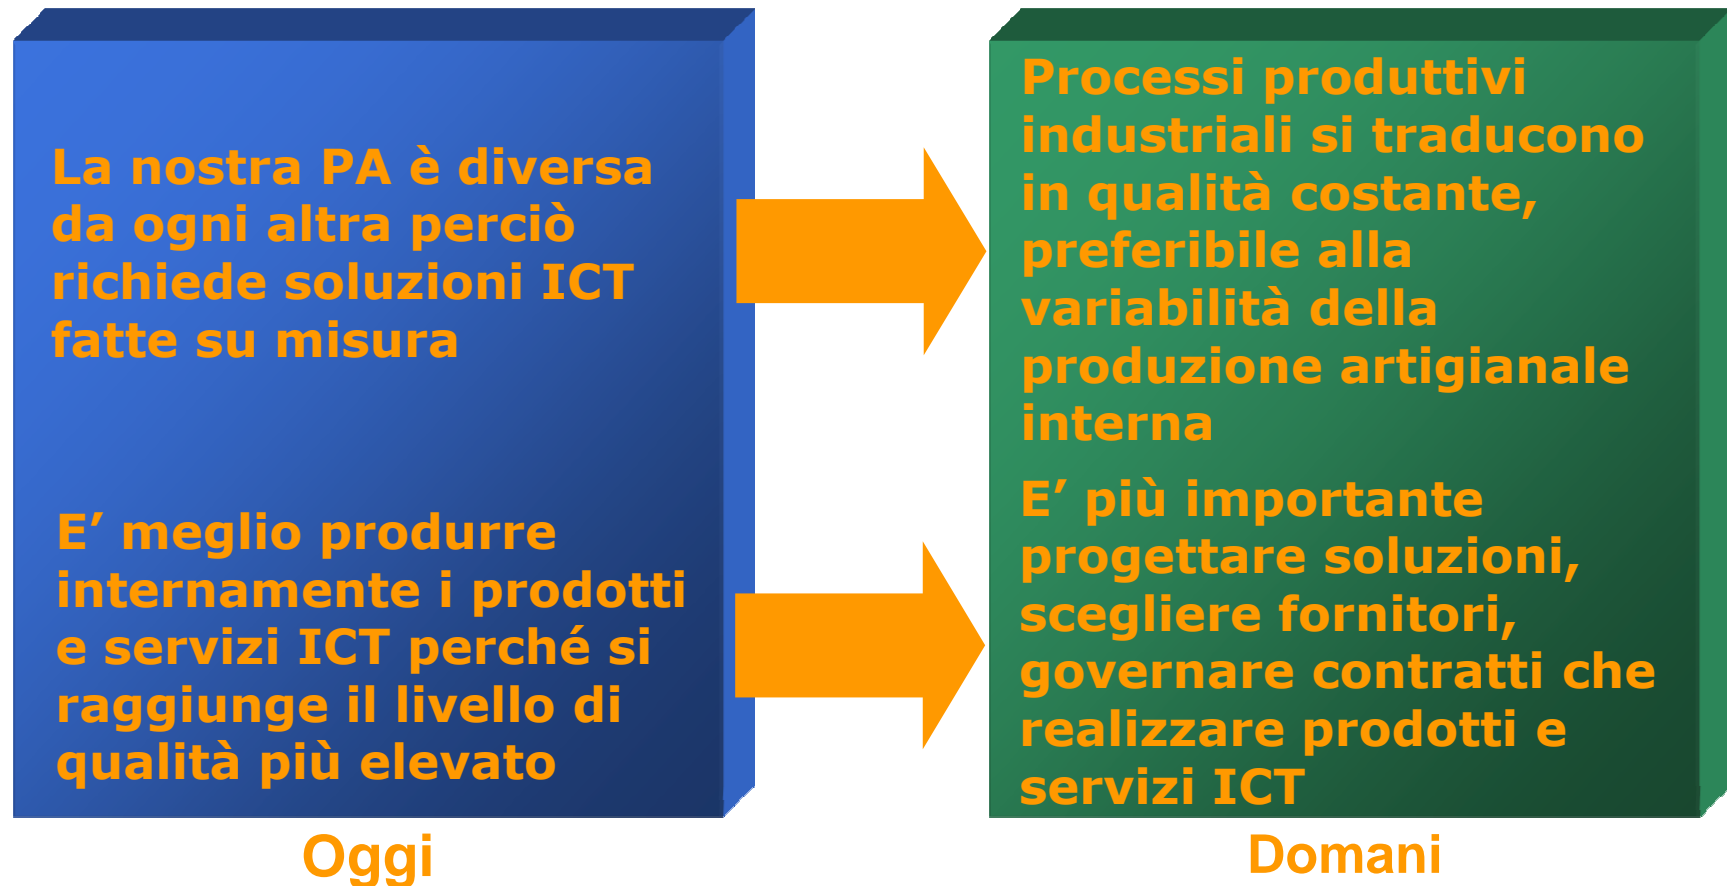 La nostra PA è diversa
da ogni altra perciò
richiede soluzioni ICT
fatte su misura
E’ meglio produrre
internamente i prodotti
e servizi ICT perché si
raggiunge il livello di
qualità più elevato
Oggi
Processi produttivi
industriali si traducono
in qualità costante,
preferibile alla
variabilità della
produzione artigianale
interna
E’ più importante
progettare soluzioni,
scegliere fornitori,
governare contratti che
realizzare prodotti e
servizi ICT
Domani